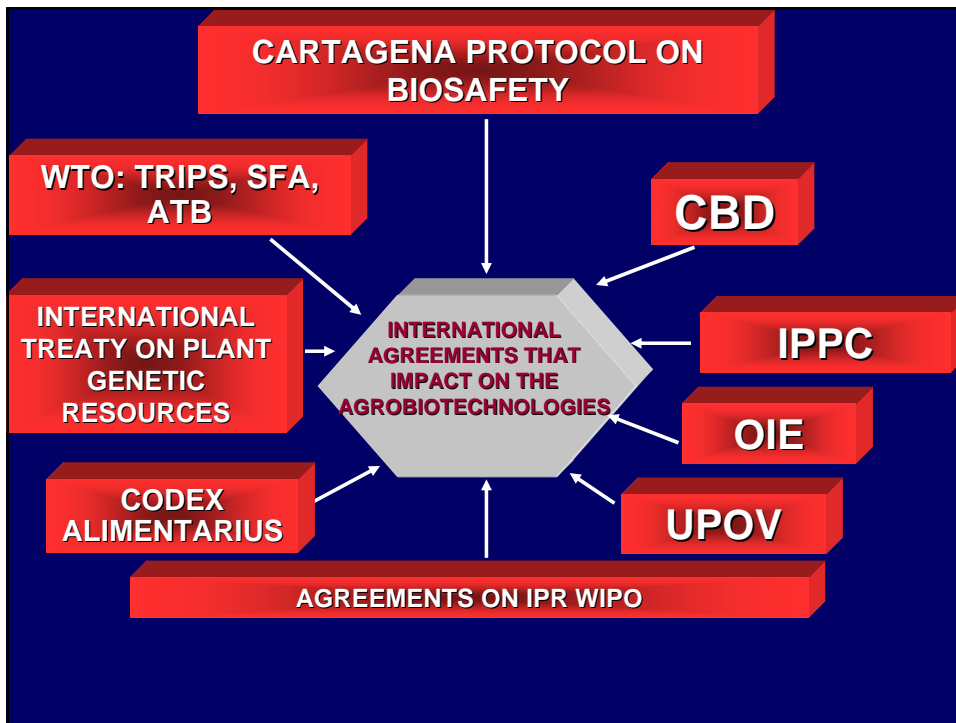 CARTAGENA PROTOCOL ON
BIOSAFETY
WTO: TRIPS, SFA,
ATB
CBD
INTERNATIONAL
TREATY ON PLANT
GENETIC
RESOURCES
INTERNATIONAL
AGREEMENTS THAT
IMPACT ON THE
AGROBIOTECHNOLOGIES
IPPC
OIE
CODEX
ALIMENTARIUS
UPOV
AGREEMENTS ON IPR WIPO